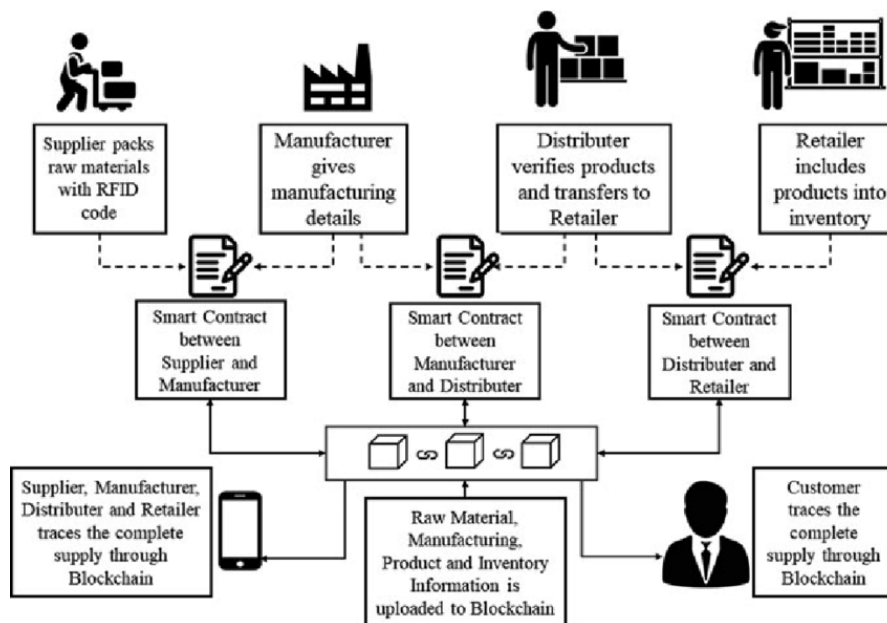 Supplier packs
raw materials
with RFID
code
Manufacturer
gives
manufacturing
details
Distributer
verifies products
and transfers to
Retailer
Retailer
includes
products into
inventory
Smart Contract
between
Supplier and
Manufacturer
Smart Contract
between
Manufacturer
and Distributer
Smart Contract
between
Distributer and
Retailer
Supplier, Manufacturer,
Distributer and Retailer
traces the complete
supply through
Blockchain
Raw Material,
Manufacturing,
Product and Inventory
Information is
uploaded to Blockchain
Customer
traces the
complete
supply through
Blockchain